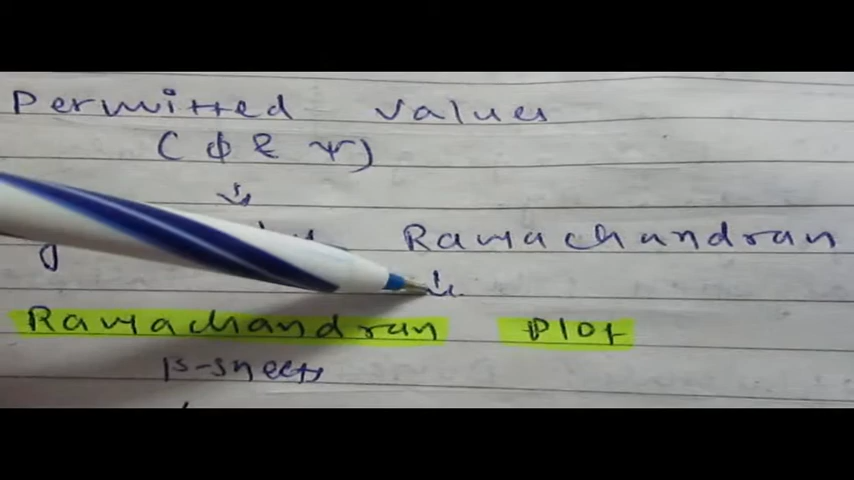 Permitted values
(ϕ & ψ)
Ramachandran
Ramachandran Plot
β-sheets